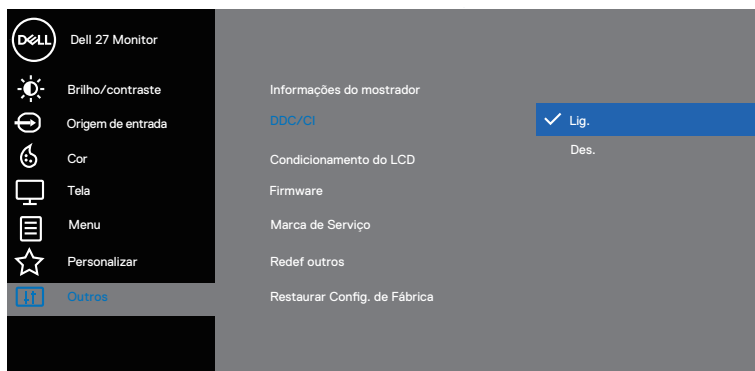 DELL
Dell 27 Monitor
Brilho/contraste
Origem de entrada
Cor
Tela
Menu
Personalizar
Outros
Informações do mostrador
DDC/CI
Condicionamento do LCD
Firmware
Marca de Serviço
Redef outros
Restaurar Config. de Fábrica
Lig.
Des.